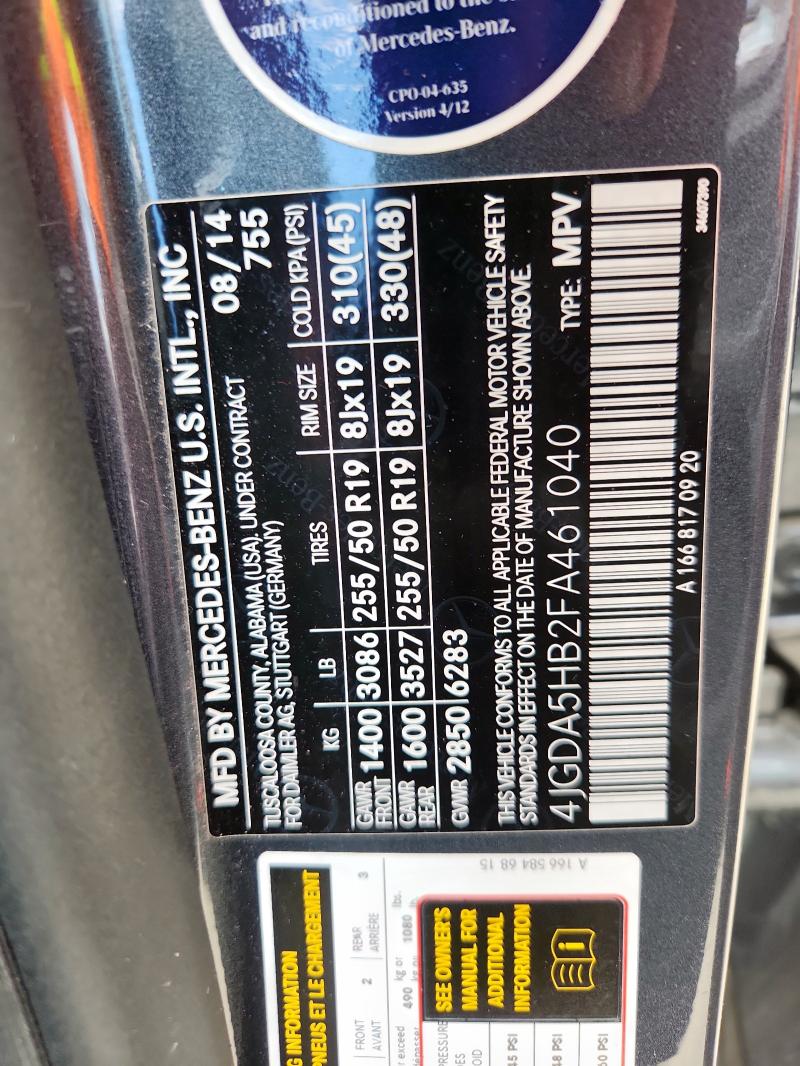 and reconditioned to the
of Mercedes-Benz.
CPO-04-635
Version 4/12
MFD BY MERCEDES-BENZ U.S. INTL., INC
TUSCALOOSA COUNTY, ALABAMA (USA), UNDER CONTRACT 08/14
FOR DAIMLER AG, STUTTGART (GERMANY) 755
KG LB TIRES RIM SIZE COLD KPA (PSI)
GAWR FRONT 1400 3086 255/50 R19 8Jx19 310(45)
GAWR REAR 1600 3527 255/50 R19 8Jx19 330(48)
GVWR 2850 6283
THIS VEHICLE CONFORMS TO ALL APPLICABLE FEDERAL MOTOR VEHICLE SAFETY
STANDARDS IN EFFECT ON THE DATE OF MANUFACTURE SHOWN ABOVE.
4JGDA5HB2FA461040 TYPE: MPV
A 166 817 09 20
34607390
A 166 584 68 15
INFORMATION
PNEUS ET LE CHARGEMENT
FRONT 2 REAR 3
AVANT ARRIÈRE
exceed 490 kg or 1080 lbs.
PRESSURE
45 PSI
48 PSI
60 PSI
SEE OWNER'S
MANUAL FOR
ADDITIONAL
INFORMATION